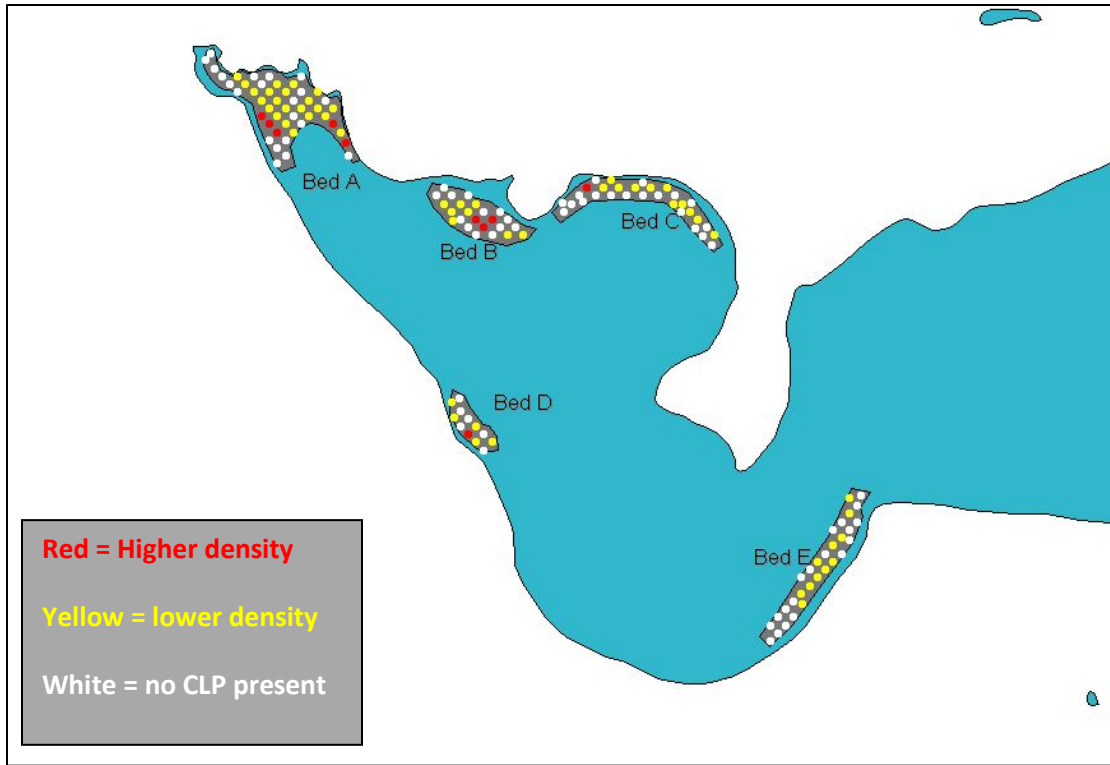 Bed A
Bed B
Bed C
Bed D
Bed E
Red = Higher density
Yellow = lower density
White = no CLP present